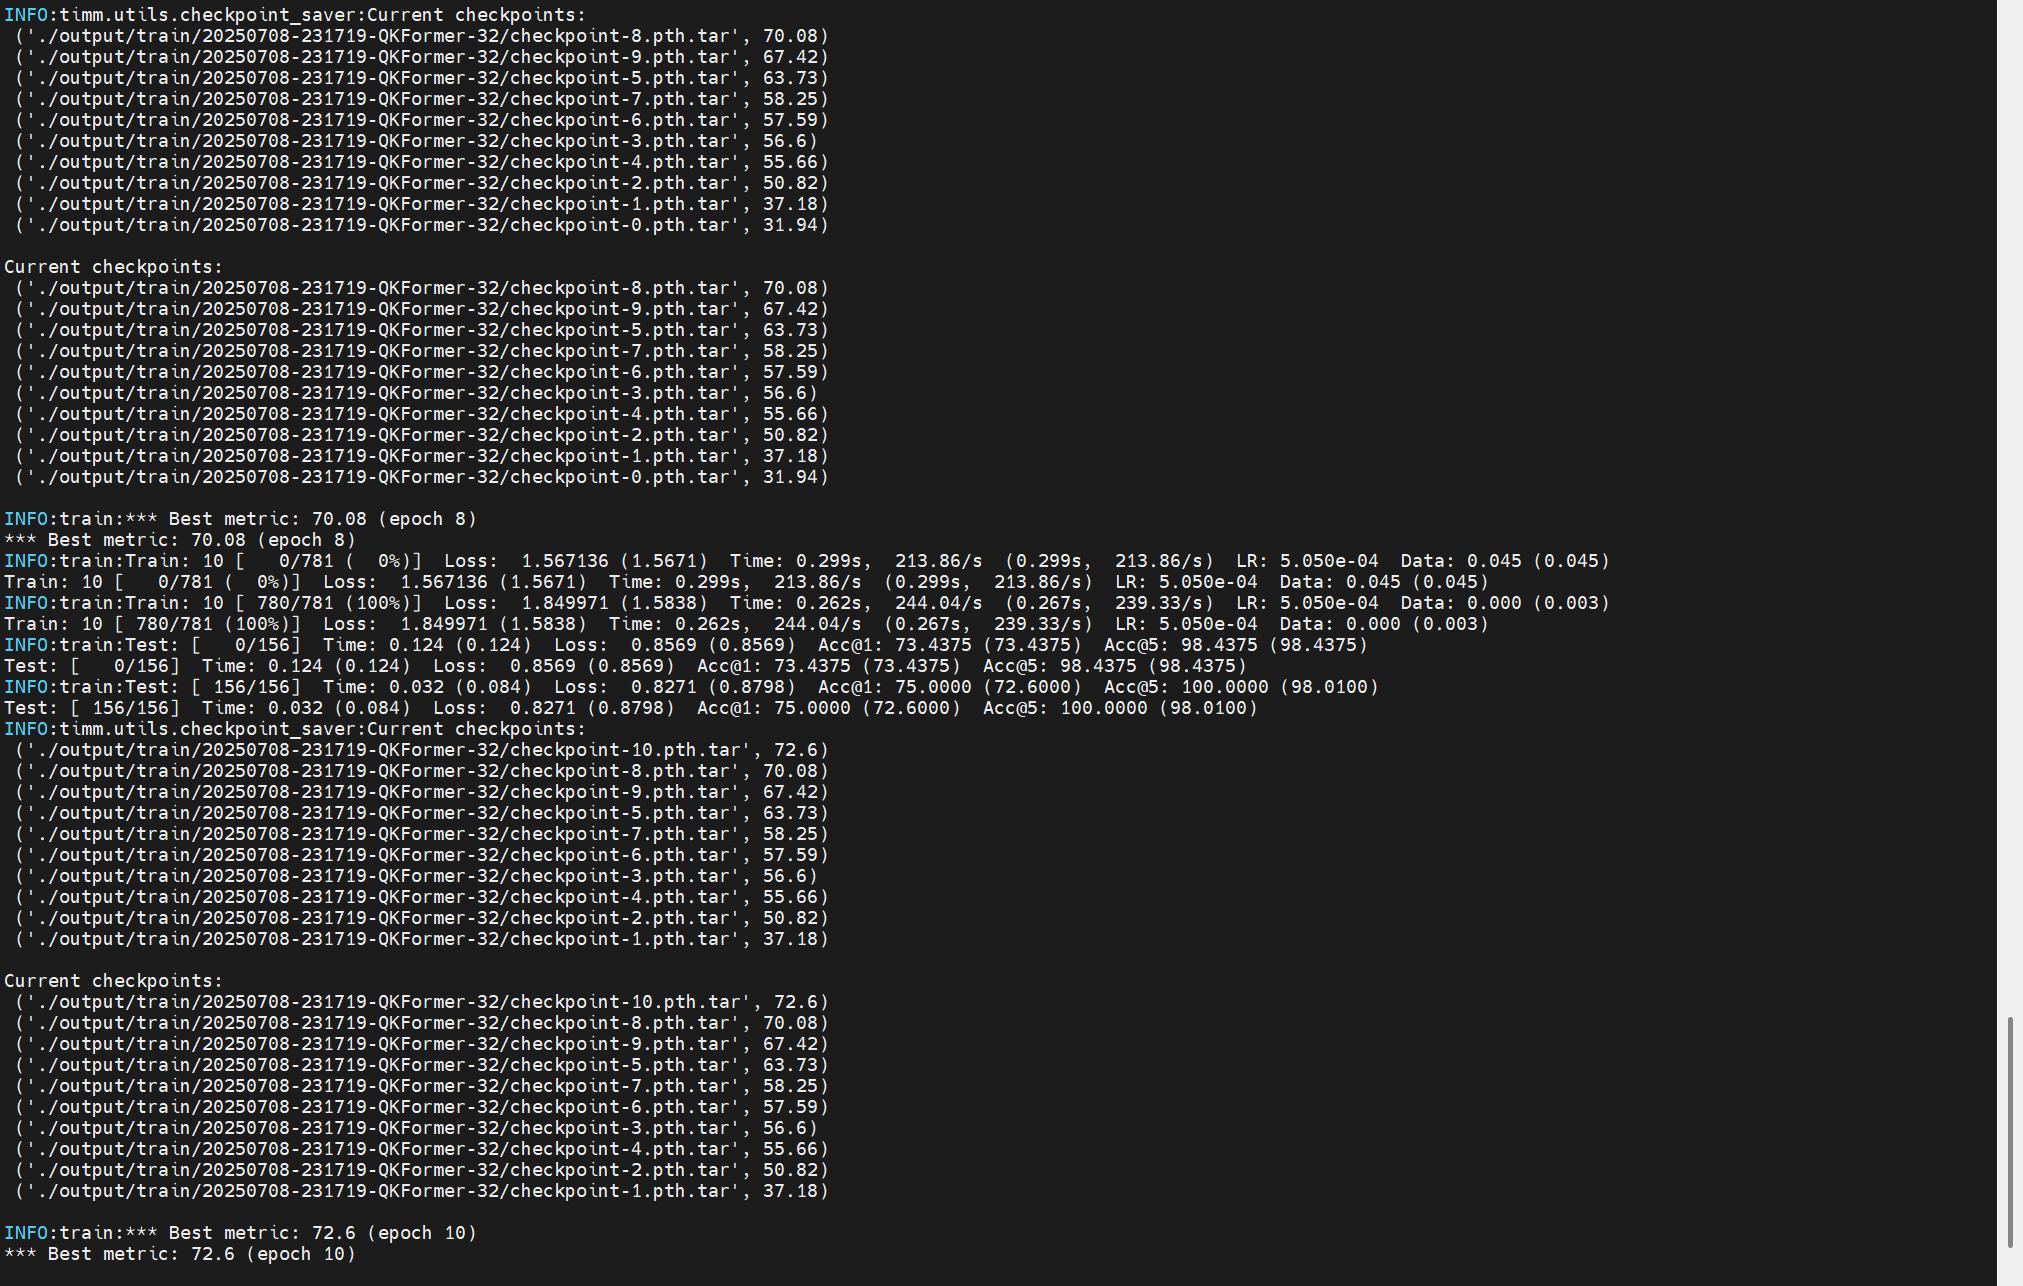 INFO:timm.utils.checkpoint_saver:Current checkpoints:
 ('./output/train/20250708-231719-QKFormer-32/checkpoint-8.pth.tar', 70.08)
 ('./output/train/20250708-231719-QKFormer-32/checkpoint-9.pth.tar', 67.42)
 ('./output/train/20250708-231719-QKFormer-32/checkpoint-5.pth.tar', 63.73)
 ('./output/train/20250708-231719-QKFormer-32/checkpoint-7.pth.tar', 58.25)
 ('./output/train/20250708-231719-QKFormer-32/checkpoint-6.pth.tar', 57.59)
 ('./output/train/20250708-231719-QKFormer-32/checkpoint-3.pth.tar', 56.6)
 ('./output/train/20250708-231719-QKFormer-32/checkpoint-4.pth.tar', 55.66)
 ('./output/train/20250708-231719-QKFormer-32/checkpoint-2.pth.tar', 50.82)
 ('./output/train/20250708-231719-QKFormer-32/checkpoint-1.pth.tar', 37.18)
 ('./output/train/20250708-231719-QKFormer-32/checkpoint-0.pth.tar', 31.94)

Current checkpoints:
 ('./output/train/20250708-231719-QKFormer-32/checkpoint-8.pth.tar', 70.08)
 ('./output/train/20250708-231719-QKFormer-32/checkpoint-9.pth.tar', 67.42)
 ('./output/train/20250708-231719-QKFormer-32/checkpoint-5.pth.tar', 63.73)
 ('./output/train/20250708-231719-QKFormer-32/checkpoint-7.pth.tar', 58.25)
 ('./output/train/20250708-231719-QKFormer-32/checkpoint-6.pth.tar', 57.59)
 ('./output/train/20250708-231719-QKFormer-32/checkpoint-3.pth.tar', 56.6)
 ('./output/train/20250708-231719-QKFormer-32/checkpoint-4.pth.tar', 55.66)
 ('./output/train/20250708-231719-QKFormer-32/checkpoint-2.pth.tar', 50.82)
 ('./output/train/20250708-231719-QKFormer-32/checkpoint-1.pth.tar', 37.18)
 ('./output/train/20250708-231719-QKFormer-32/checkpoint-0.pth.tar', 31.94)

INFO:train:*** Best metric: 70.08 (epoch 8)
*** Best metric: 70.08 (epoch 8)
INFO:train:Train: 10 [   0/781 (  0%)]  Loss:  1.567136 (1.5671)  Time: 0.299s,  213.86/s  (0.299s,  213.86/s)  LR: 5.050e-04  Data: 0.045 (0.045)
Train: 10 [   0/781 (  0%)]  Loss:  1.567136 (1.5671)  Time: 0.299s,  213.86/s  (0.299s,  213.86/s)  LR: 5.050e-04  Data: 0.045 (0.045)
INFO:train:Train: 10 [ 780/781 (100%)]  Loss:  1.849971 (1.5838)  Time: 0.262s,  244.04/s  (0.267s,  239.33/s)  LR: 5.050e-04  Data: 0.000 (0.003)
Train: 10 [ 780/781 (100%)]  Loss:  1.849971 (1.5838)  Time: 0.262s,  244.04/s  (0.267s,  239.33/s)  LR: 5.050e-04  Data: 0.000 (0.003)
INFO:train:Test: [   0/156]  Time: 0.124 (0.124)  Loss:  0.8569 (0.8569)  Acc@1: 73.4375 (73.4375)  Acc@5: 98.4375 (98.4375)
Test: [   0/156]  Time: 0.124 (0.124)  Loss:  0.8569 (0.8569)  Acc@1: 73.4375 (73.4375)  Acc@5: 98.4375 (98.4375)
INFO:train:Test: [ 156/156]  Time: 0.032 (0.084)  Loss:  0.8271 (0.8798)  Acc@1: 75.0000 (72.6000)  Acc@5: 100.0000 (98.0100)
Test: [ 156/156]  Time: 0.032 (0.084)  Loss:  0.8271 (0.8798)  Acc@1: 75.0000 (72.6000)  Acc@5: 100.0000 (98.0100)
INFO:timm.utils.checkpoint_saver:Current checkpoints:
 ('./output/train/20250708-231719-QKFormer-32/checkpoint-10.pth.tar', 72.6)
 ('./output/train/20250708-231719-QKFormer-32/checkpoint-8.pth.tar', 70.08)
 ('./output/train/20250708-231719-QKFormer-32/checkpoint-9.pth.tar', 67.42)
 ('./output/train/20250708-231719-QKFormer-32/checkpoint-5.pth.tar', 63.73)
 ('./output/train/20250708-231719-QKFormer-32/checkpoint-7.pth.tar', 58.25)
 ('./output/train/20250708-231719-QKFormer-32/checkpoint-6.pth.tar', 57.59)
 ('./output/train/20250708-231719-QKFormer-32/checkpoint-3.pth.tar', 56.6)
 ('./output/train/20250708-231719-QKFormer-32/checkpoint-4.pth.tar', 55.66)
 ('./output/train/20250708-231719-QKFormer-32/checkpoint-2.pth.tar', 50.82)
 ('./output/train/20250708-231719-QKFormer-32/checkpoint-1.pth.tar', 37.18)

Current checkpoints:
 ('./output/train/20250708-231719-QKFormer-32/checkpoint-10.pth.tar', 72.6)
 ('./output/train/20250708-231719-QKFormer-32/checkpoint-8.pth.tar', 70.08)
 ('./output/train/20250708-231719-QKFormer-32/checkpoint-9.pth.tar', 67.42)
 ('./output/train/20250708-231719-QKFormer-32/checkpoint-5.pth.tar', 63.73)
 ('./output/train/20250708-231719-QKFormer-32/checkpoint-7.pth.tar', 58.25)
 ('./output/train/20250708-231719-QKFormer-32/checkpoint-6.pth.tar', 57.59)
 ('./output/train/20250708-231719-QKFormer-32/checkpoint-3.pth.tar', 56.6)
 ('./output/train/20250708-231719-QKFormer-32/checkpoint-4.pth.tar', 55.66)
 ('./output/train/20250708-231719-QKFormer-32/checkpoint-2.pth.tar', 50.82)
 ('./output/train/20250708-231719-QKFormer-32/checkpoint-1.pth.tar', 37.18)

INFO:train:*** Best metric: 72.6 (epoch 10)
*** Best metric: 72.6 (epoch 10)